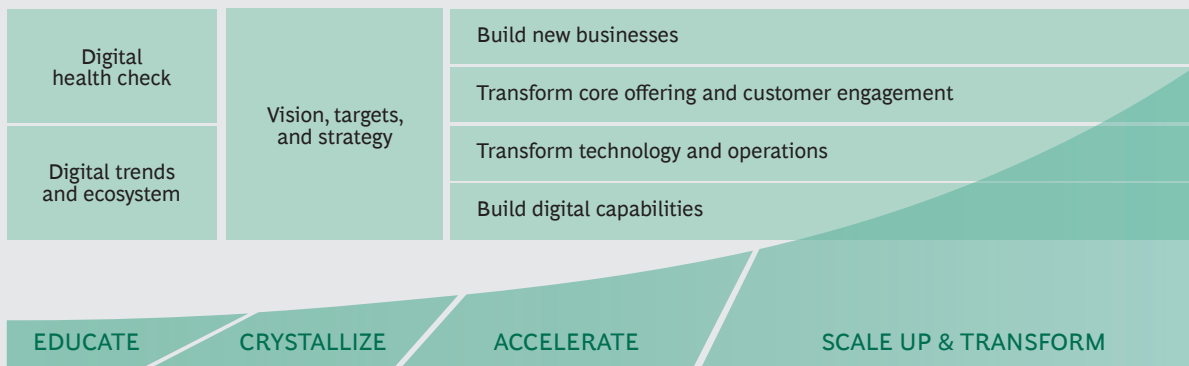 Digital
health check
Digital trends
and ecosystem
Vision, targets,
and strategy
Build new businesses
Transform core offering and customer engagement
Transform technology and operations
Build digital capabilities
EDUCATE
CRYSTALLIZE
ACCELERATE
SCALE UP & TRANSFORM